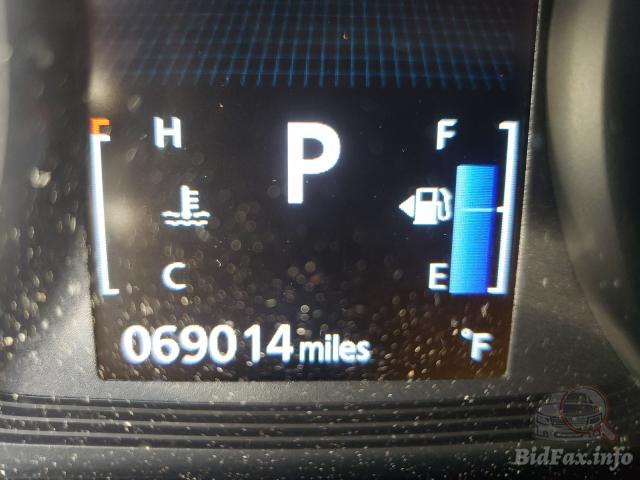 H P F
C E
069014 miles °F
BidFax.info